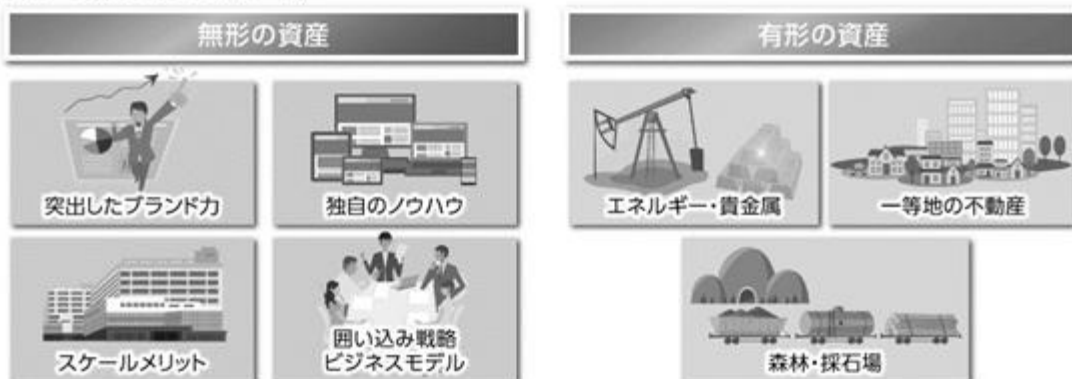 無形の資産
有形の資産
突出したブランド力
独自のノウハウ
エネルギー・貴金属
一等地の不動産
スケールメリット
囲い込み戦略
ビジネスモデル
森林・採石場